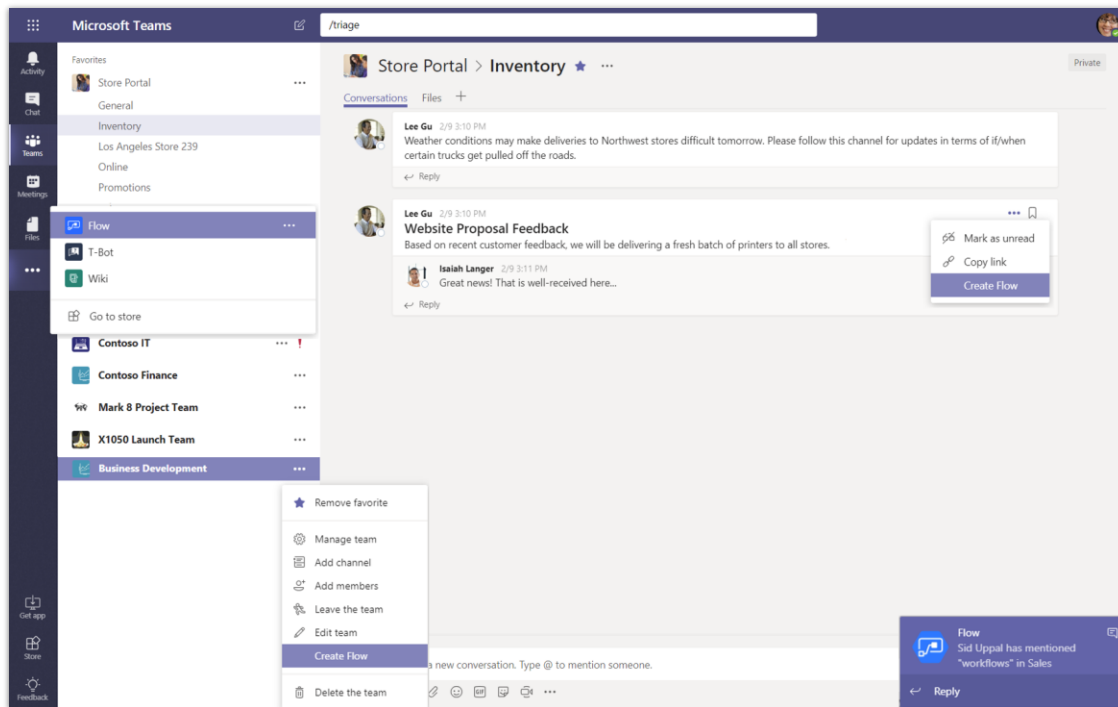 Microsoft Teams
/triage
Activity
Chat
Teams
Meetings
Files
Get app
Store
Feedback
Favorites
Store Portal
General
Inventory
Los Angeles Store 239
Online
Promotions
Flow
T-Bot
Wiki
Go to store
Contoso IT
Contoso Finance
Mark 8 Project Team
X1050 Launch Team
Business Development
Remove favorite
Manage team
Add channel
Add members
Leave the team
Edit team
Create Flow
Delete the team
Store Portal > Inventory
Private
Conversations Files +
Lee Gu 2/9 3:10 PM
Weather conditions may make deliveries to Northwest stores difficult tomorrow. Please follow this channel for updates in terms of if/when
certain trucks get pulled off the roads.
Reply
Lee Gu 2/9 3:10 PM
Website Proposal Feedback
Based on recent customer feedback, we will be delivering a fresh batch of printers to all stores.
Isaiah Langer 2/9 3:11 PM
Great news! That is well-received here...
Reply
Mark as unread
Copy link
Create Flow
a new conversation. Type @ to mention someone.
GIF
Flow
Sid Uppal has mentioned
"workflows" in Sales
Reply